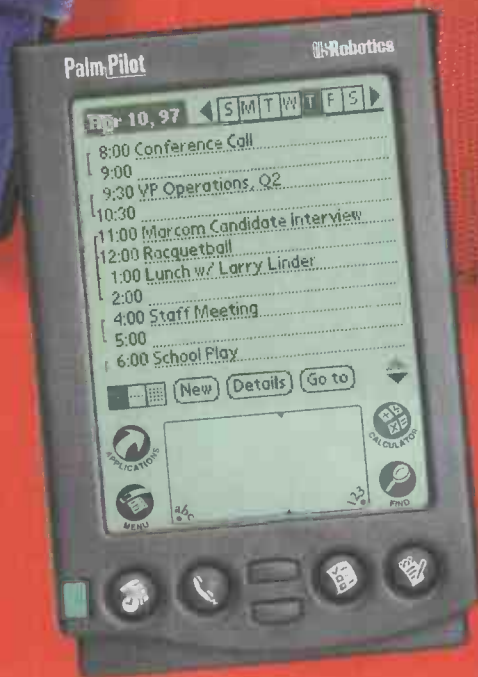 PalmPilot
USRobotics
10, 97
S M T W T F S
8:00 Conference Call
9:00
9:30 VP Operations, Q2
10:30
11:00 Marcom Candidate Interview
12:00 Racquetball
1:00 Lunch w/ Larry Linder
2:00
4:00 Staff Meeting
5:00
6:00 School Play
New Details Go to
APPLICATIONS
CALCULATOR
MENU
abc
123
FIND